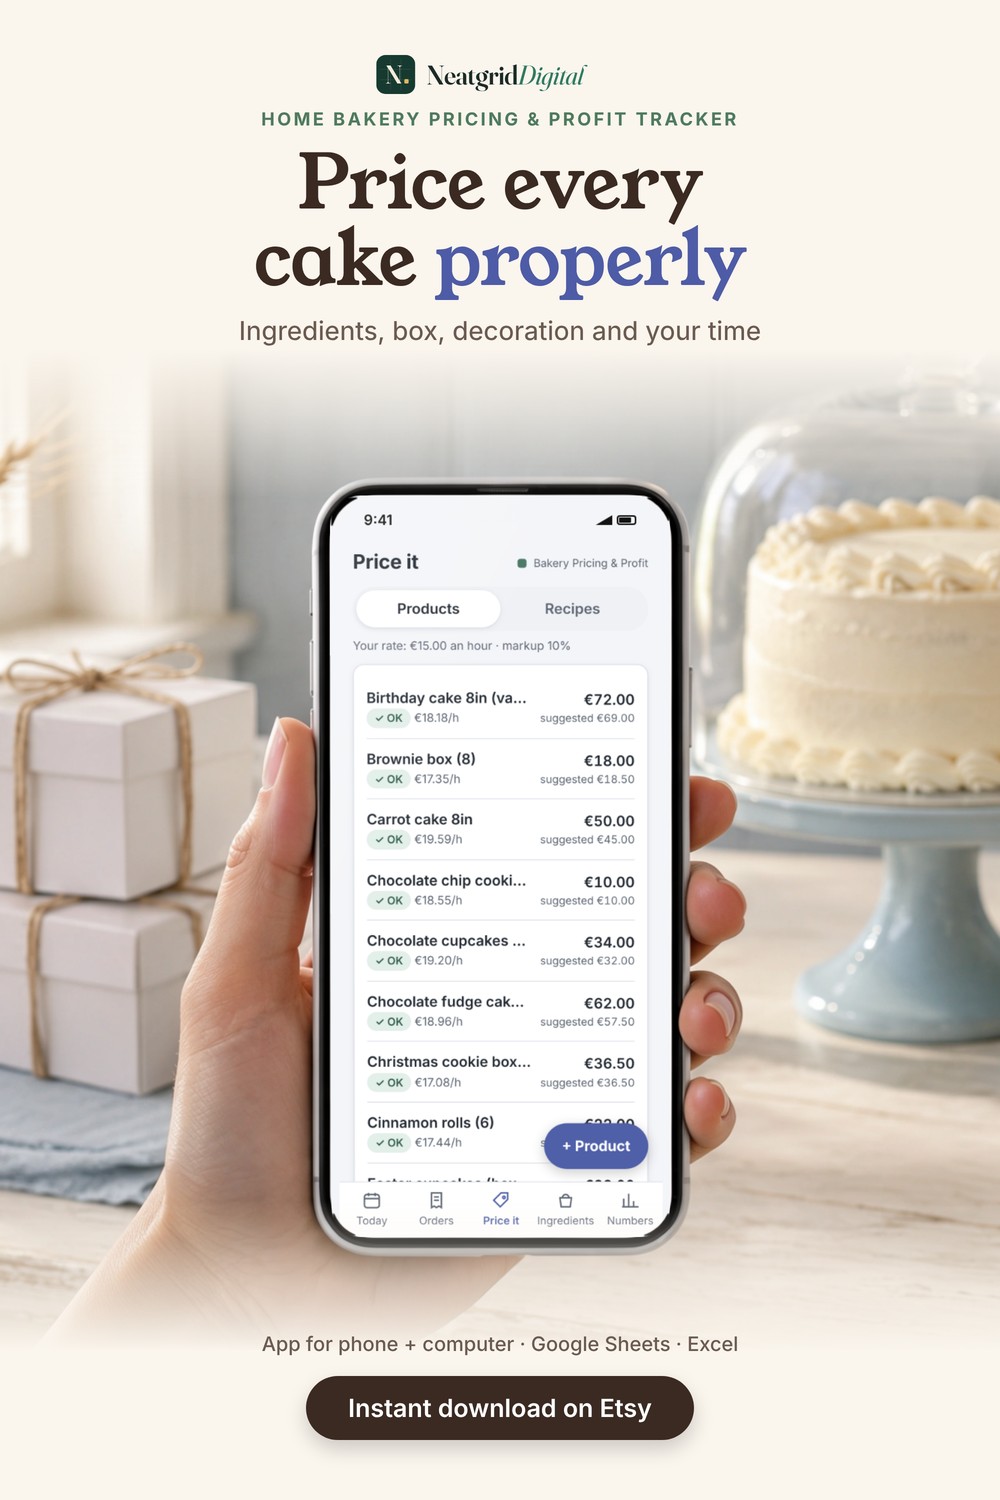 N.
NeatgridDigital
HOME BAKERY PRICING & PROFIT TRACKER
Price every
cake properly
Ingredients, box, decoration and your time
9:41
Price it
Bakery Pricing & Profit
Products
Recipes
Your rate: €15.00 an hour · markup 10%
Birthday cake 8in (va... €72.00
✓ OK €18.18/h suggested €69.00
Brownie box (8) €18.00
✓ OK €17.35/h suggested €18.50
Carrot cake 8in €50.00
✓ OK €19.59/h suggested €45.00
Chocolate chip cooki... €10.00
✓ OK €18.55/h suggested €10.00
Chocolate cupcakes ... €34.00
✓ OK €19.20/h suggested €32.00
Chocolate fudge cak... €62.00
✓ OK €18.96/h suggested €57.50
Christmas cookie box... €36.50
✓ OK €17.08/h suggested €36.50
Cinnamon rolls (6)
✓ OK €17.44/h
+ Product
Today Orders Price it Ingredients Numbers
App for phone + computer · Google Sheets · Excel
Instant download on Etsy